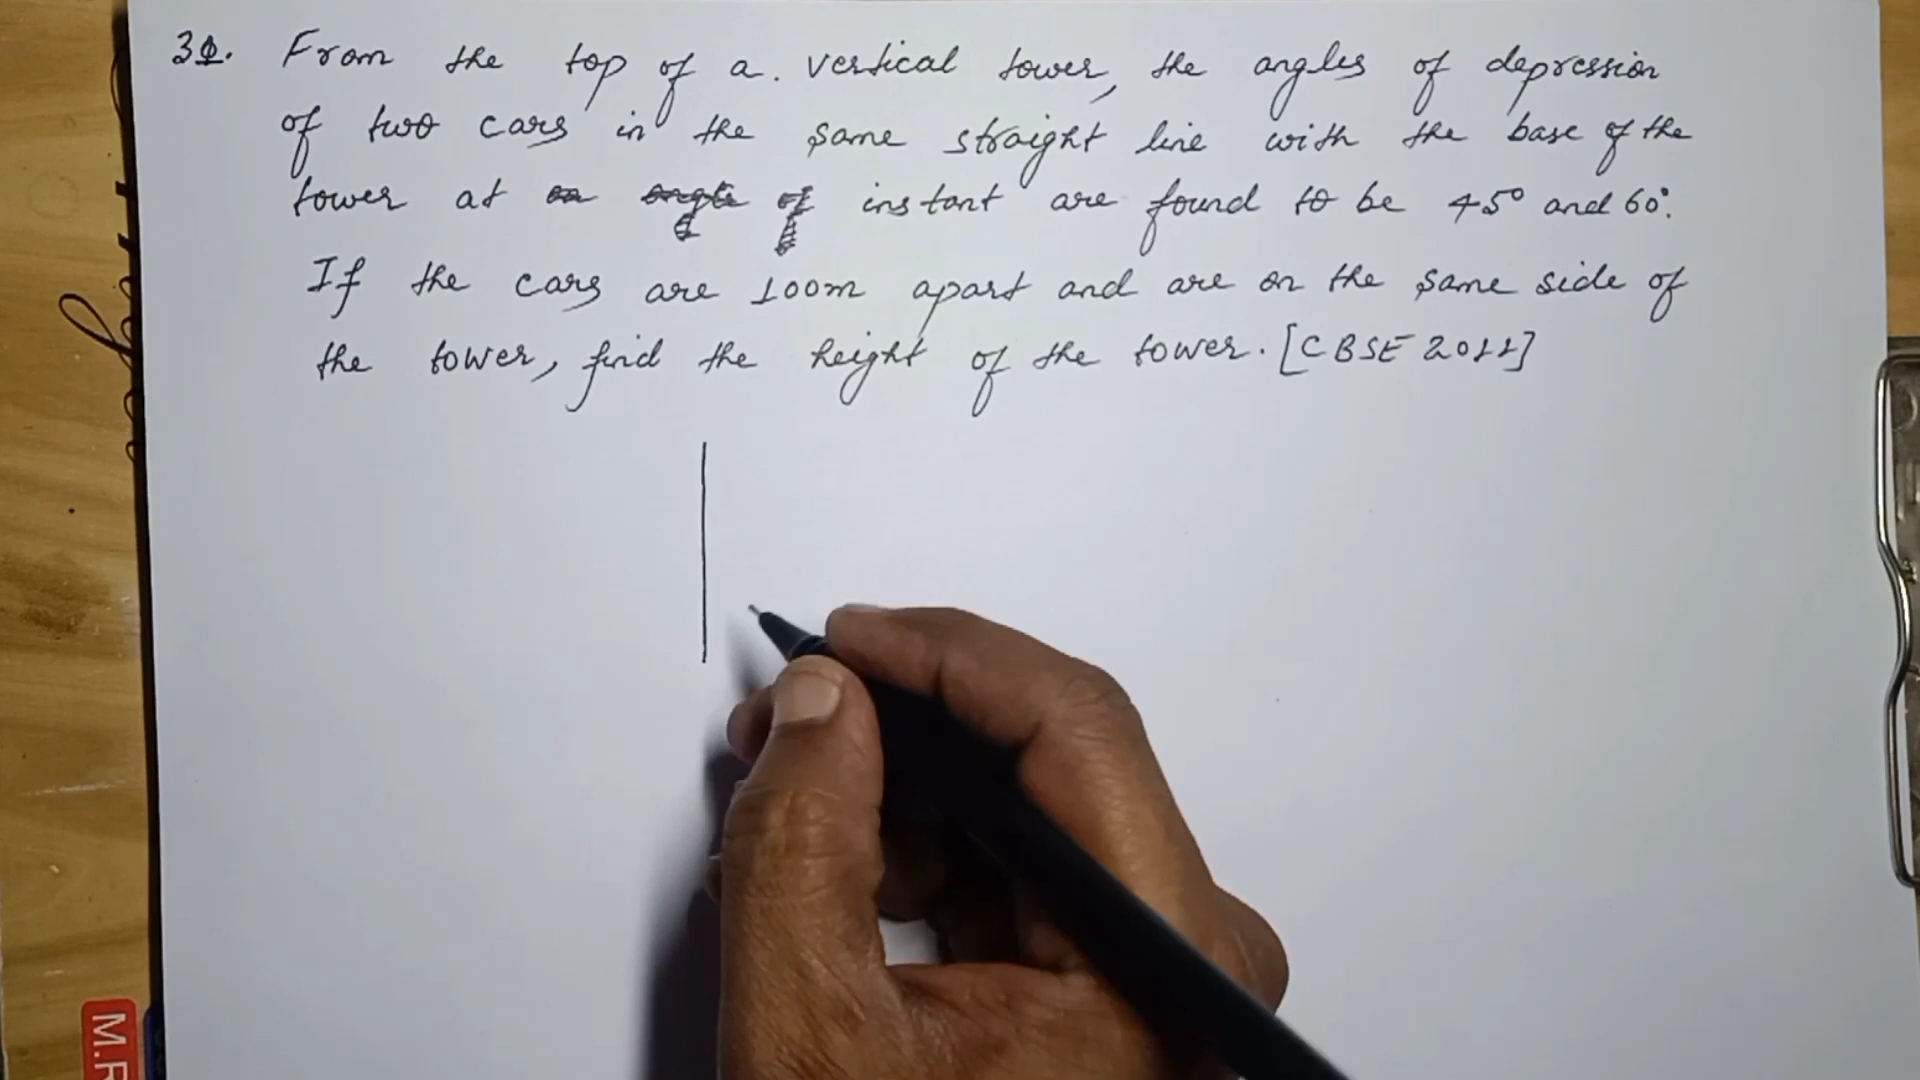 31. From the top of a. vertical tower, the angles of depression
of two cars in the same straight line with the base of the
tower at an angle of instant are found to be 45° and 60°.
If the cars are 100m apart and are on the same side of
the tower, find the height of the tower. [CBSE 2011]
M.R